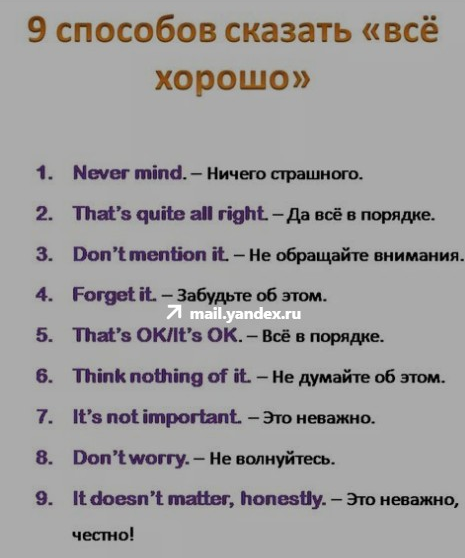 9 способов сказать «всё
хорошо»
1. Never mind. – Ничего страшного.
2. That's quite all right. – Да всё в порядке.
3. Don't mention it. – Не обращайте внимания.
4. Forget it. – Забудьте об этом.
mail.yandex.ru
5. That's OK/It's OK. – Всё в порядке.
6. Think nothing of it. – Не думайте об этом.
7. It's not important. – Это неважно.
8. Don't worry. – Не волнуйтесь.
9. It doesn't matter, honestly. – Это неважно,
честно!